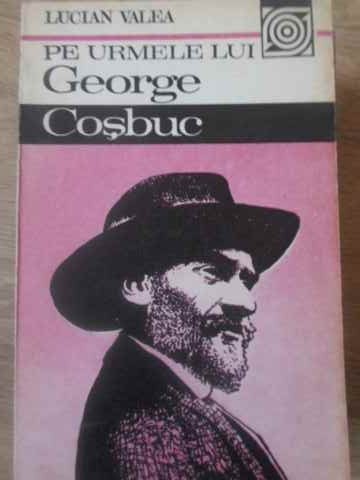 LUCIAN VALEA
PE URMELE LUI
George
Coşbuc